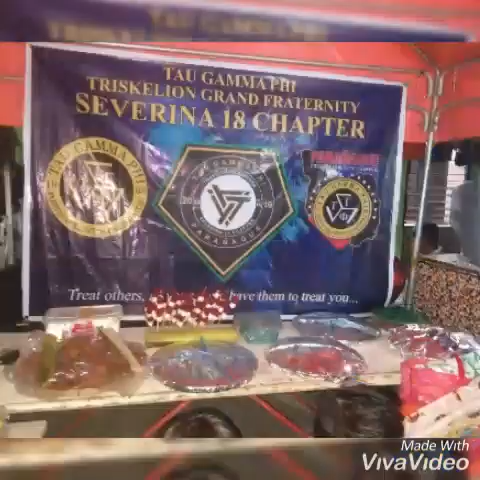 TAU GAMMA PHI
TRISKELION GRAND FRATERNITY
SEVERINA 18 CHAPTER
TAU GAMMA PHI
PARAÑAQUE
Treat others, have them to treat you...
Made With
VivaVideo